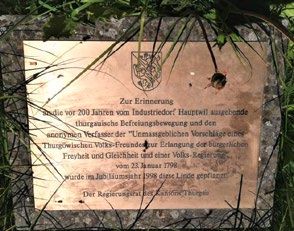 Zur Erinnerung
an die vor 200 Jahren vom Industriedorf Hauptwil ausgehende
thurgauische Befreiungsbewegung und den
anonymen Verfasser der "Unmassgeblichen Vorschläge eines
Thurgöwischen Volks-Freundes zur Erlangung der bürgerlichen
Freyheit und Gleichheit und einer Volks-Regierung"
vom 23. Januar 1798
wurde im Jubiläumsjahr 1998 diese Linde gepflanzt.
Der Regierungsrat des Kantons Thurgau